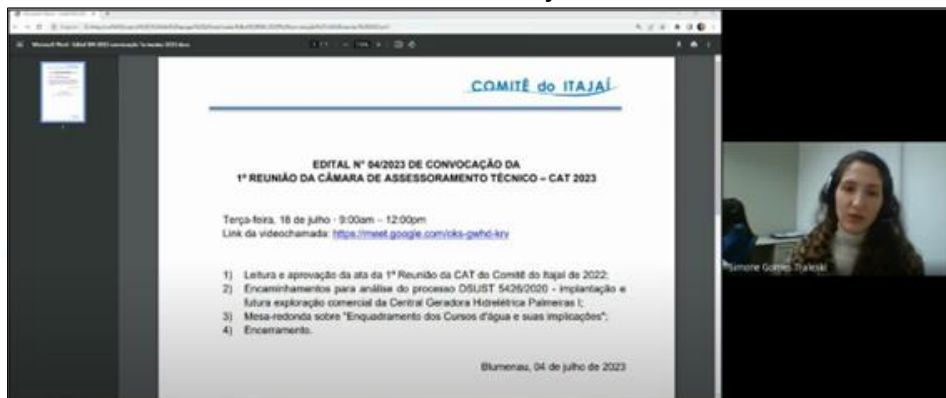 COMITÊ do ITAJAÍ
EDITAL Nº 04/2023 DE CONVOCAÇÃO DA
1ª REUNIÃO DA CÂMARA DE ASSESSORAMENTO TÉCNICO – CAT 2023
Terça-feira, 18 de julho · 9:00am – 12:00pm
Link da videochamada: https://meet.google.com/oks-gwhd-krv
1) Leitura e aprovação da ata da 1ª Reunião da CAT do Comitê do Itajaí de 2022;
2) Encaminhamentos para análise do processo DSUST 5426/2020 - implantação e
futura exploração comercial da Central Geradora Hidrelétrica Palmeiras I;
3) Mesa-redonda sobre "Enquadramento dos Cursos d'água e suas implicações";
4) Encerramento.
Blumenau, 04 de julho de 2023
Simone Gomes